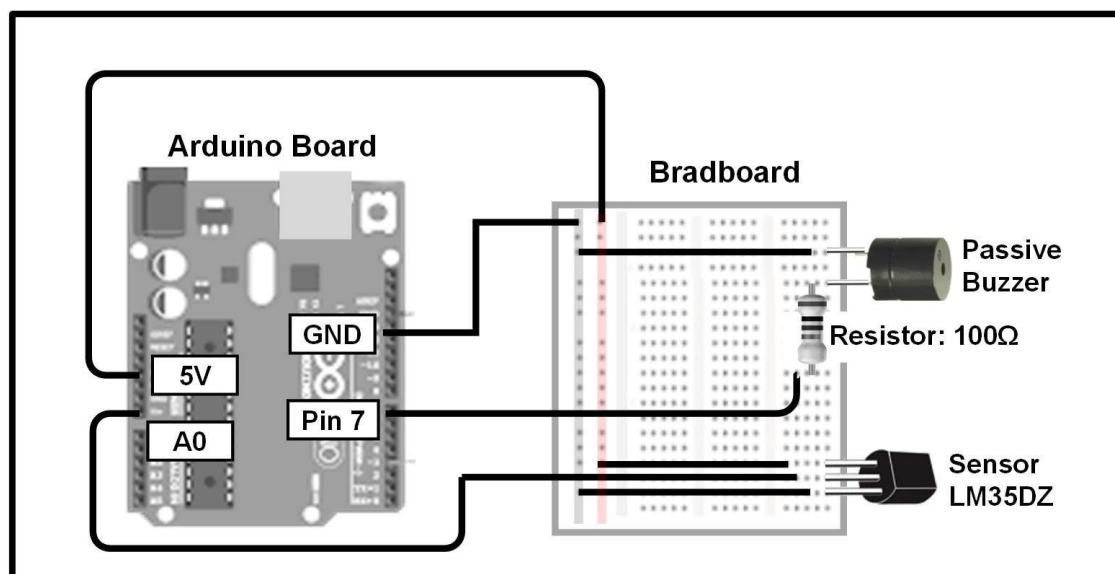 Arduino Board
Bradboard
Passive
Buzzer
GND
Resistor: 100Ω
5V
Pin 7
A0
Sensor
LM35DZ